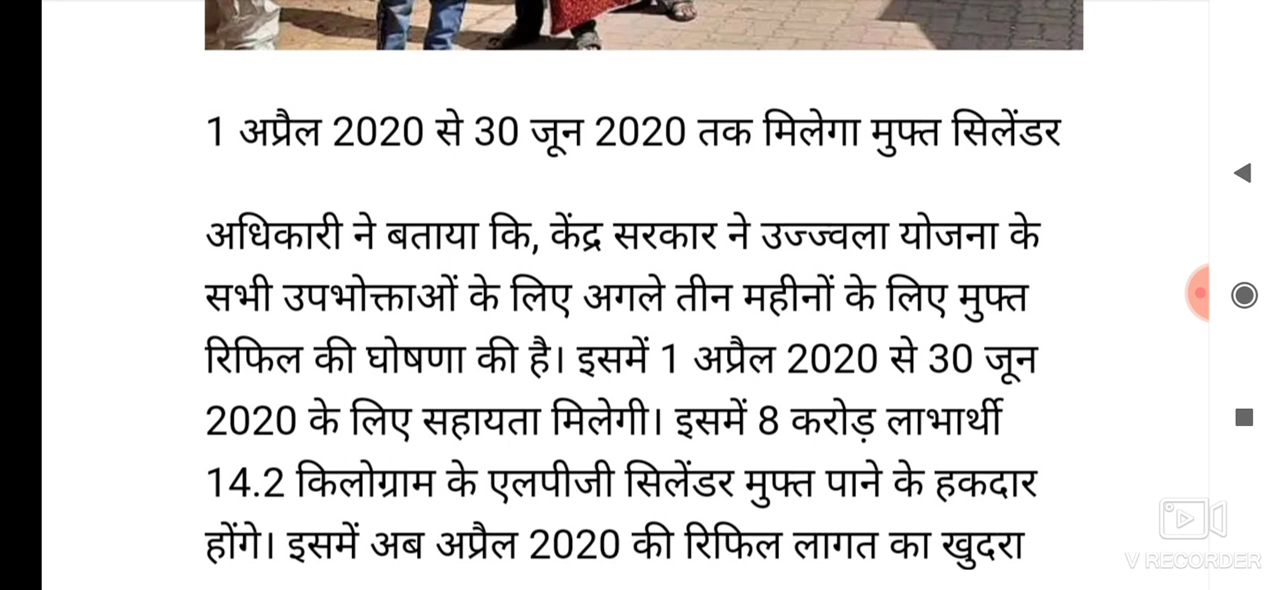 1 अप्रैल 2020 से 30 जून 2020 तक मिलेगा मुफ्त सिलेंडर
अधिकारी ने बताया कि, केंद्र सरकार ने उज्ज्वला योजना के
सभी उपभोक्ताओं के लिए अगले तीन महीनों के लिए मुफ्त
रिफिल की घोषणा की है। इसमें 1 अप्रैल 2020 से 30 जून
2020 के लिए सहायता मिलेगी। इसमें 8 करोड़ लाभार्थी
14.2 किलोग्राम के एलपीजी सिलेंडर मुफ्त पाने के हकदार
होंगे। इसमें अब अप्रैल 2020 की रिफिल लागत का खुदरा
V RECORDER